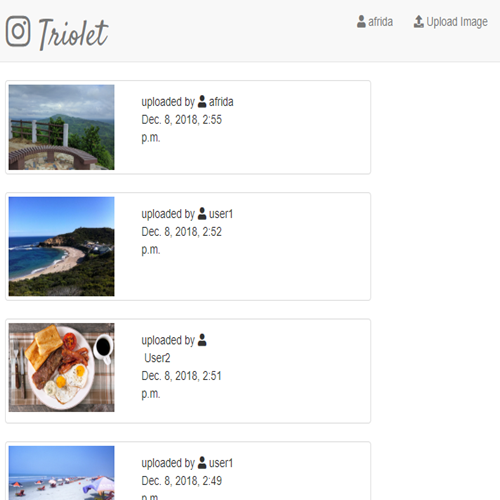 Triolet
afrida
Upload Image
uploaded by afrida
Dec. 8, 2018, 2:55
p.m.
uploaded by user1
Dec. 8, 2018, 2:52
p.m.
uploaded by
User2
Dec. 8, 2018, 2:51
p.m.
uploaded by user1
Dec. 8, 2018, 2:49
p.m.